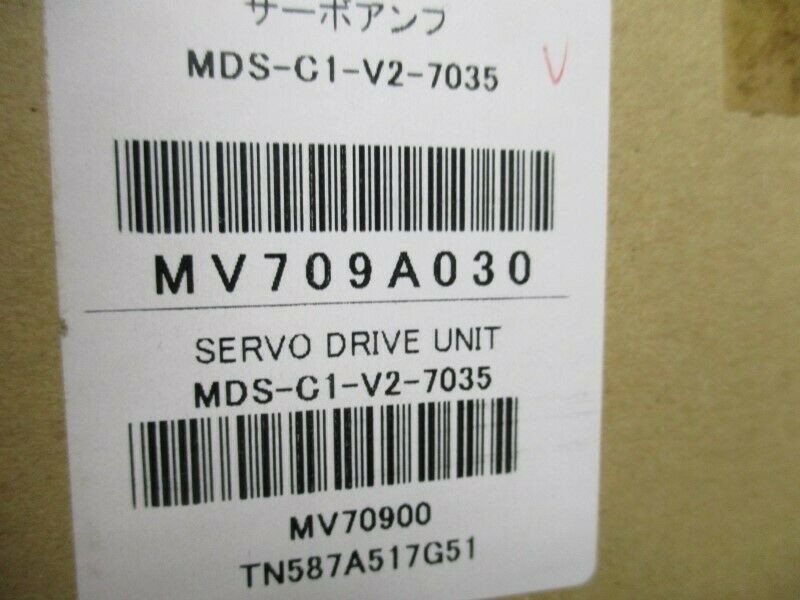 サーボアンプ
MDS-C1-V2-7035 V
MV709A030
SERVO DRIVE UNIT
MDS-C1-V2-7035
MV70900
TN587A517G51